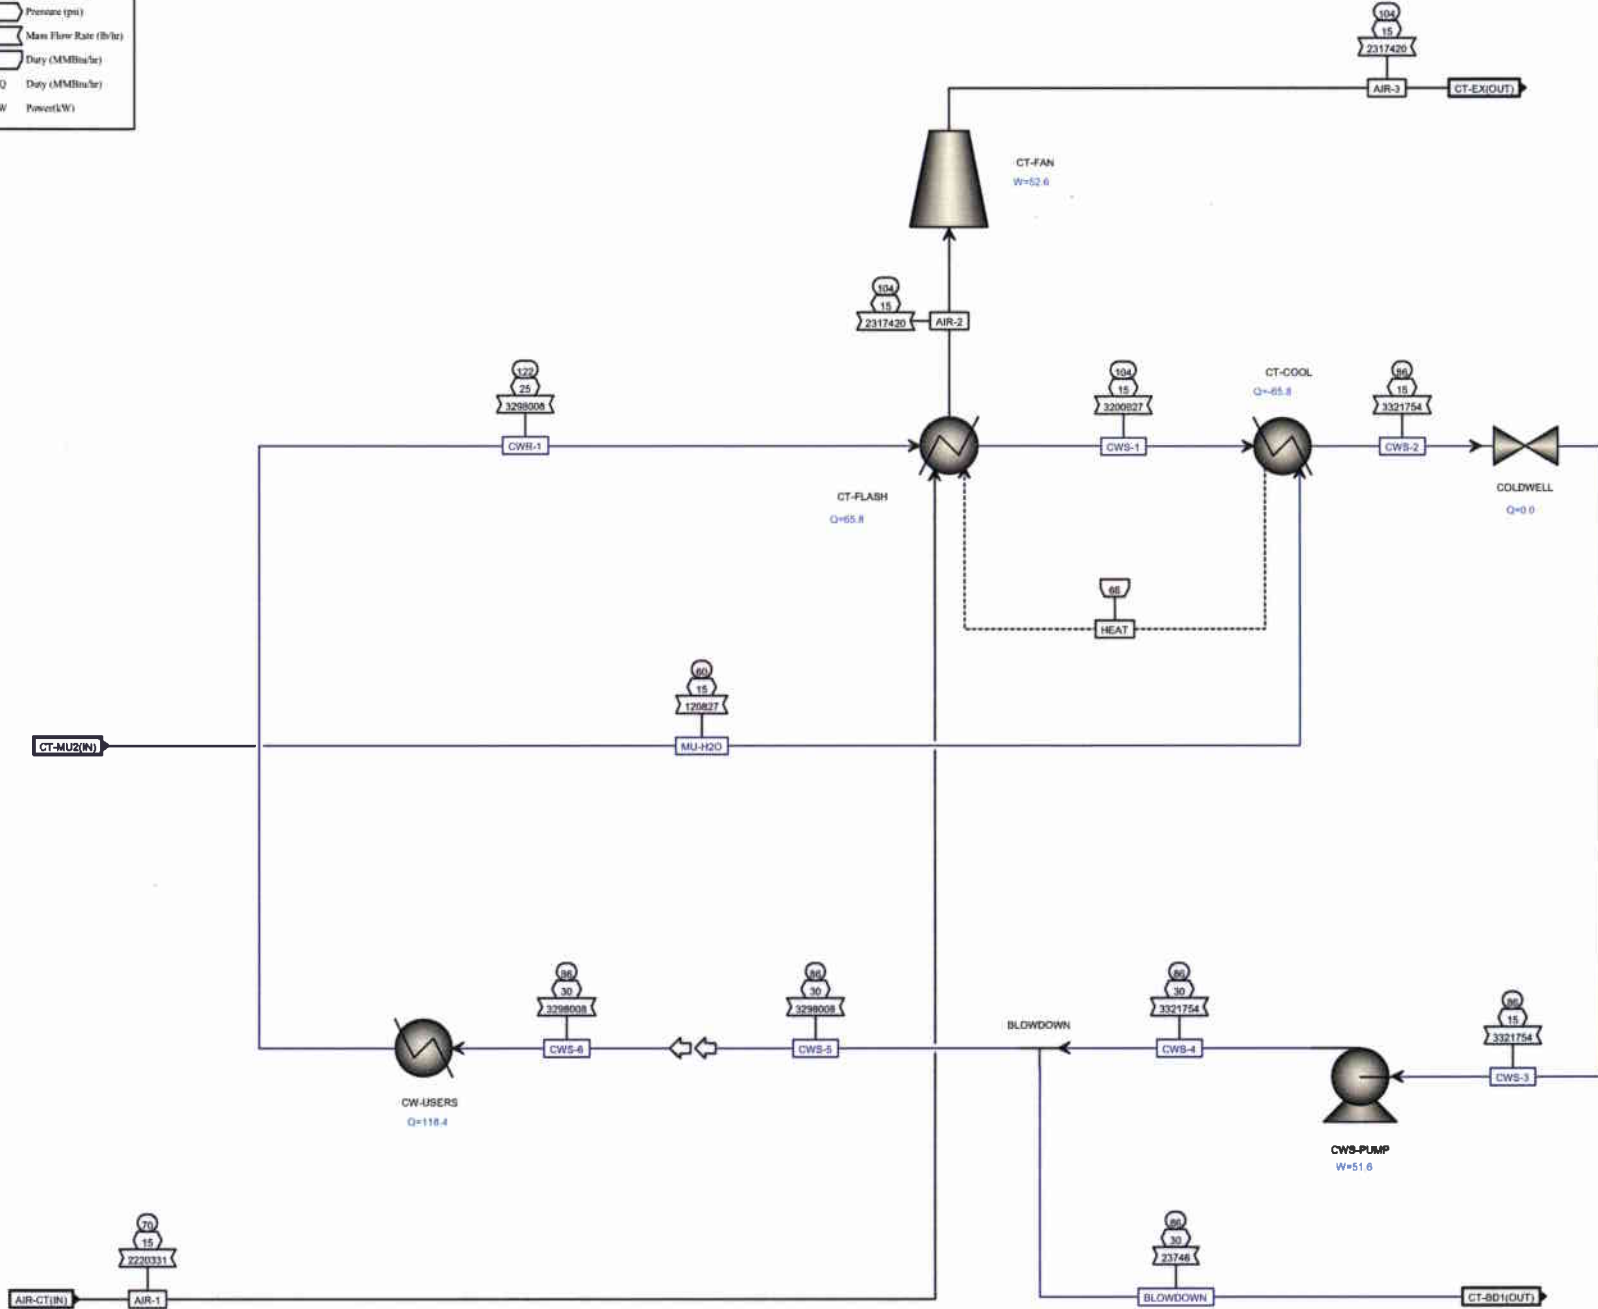 Pressure (psi)
Mass Flow Rate (lb/hr)
Duty (MMBtu/hr)
Q Duty (MMBtu/hr)
W Power(kW)
104
15
2317420
AIR-3
CT-EX(OUT)
CT-FAN
W=52.6
104
15
2317420
AIR-2
122
25
3298008
CWR-1
104
15
3200927
CWS-1
CT-COOL
Q=-65.8
86
15
3321754
CWS-2
COLDWELL
Q=0.0
CT-FLASH
Q=65.8
66
HEAT
60
15
120827
MU-H2O
CT-MU2(IN)
86
30
3298008
CWS-6
86
30
3298008
CWS-5
BLOWDOWN
86
30
3321754
CWS-4
86
15
3321754
CWS-3
CW-USERS
Q=118.4
CWS-PUMP
W=51.6
70
15
2220331
AIR-1
AIR-CT(IN)
86
30
23746
BLOWDOWN
CT-BD1(OUT)